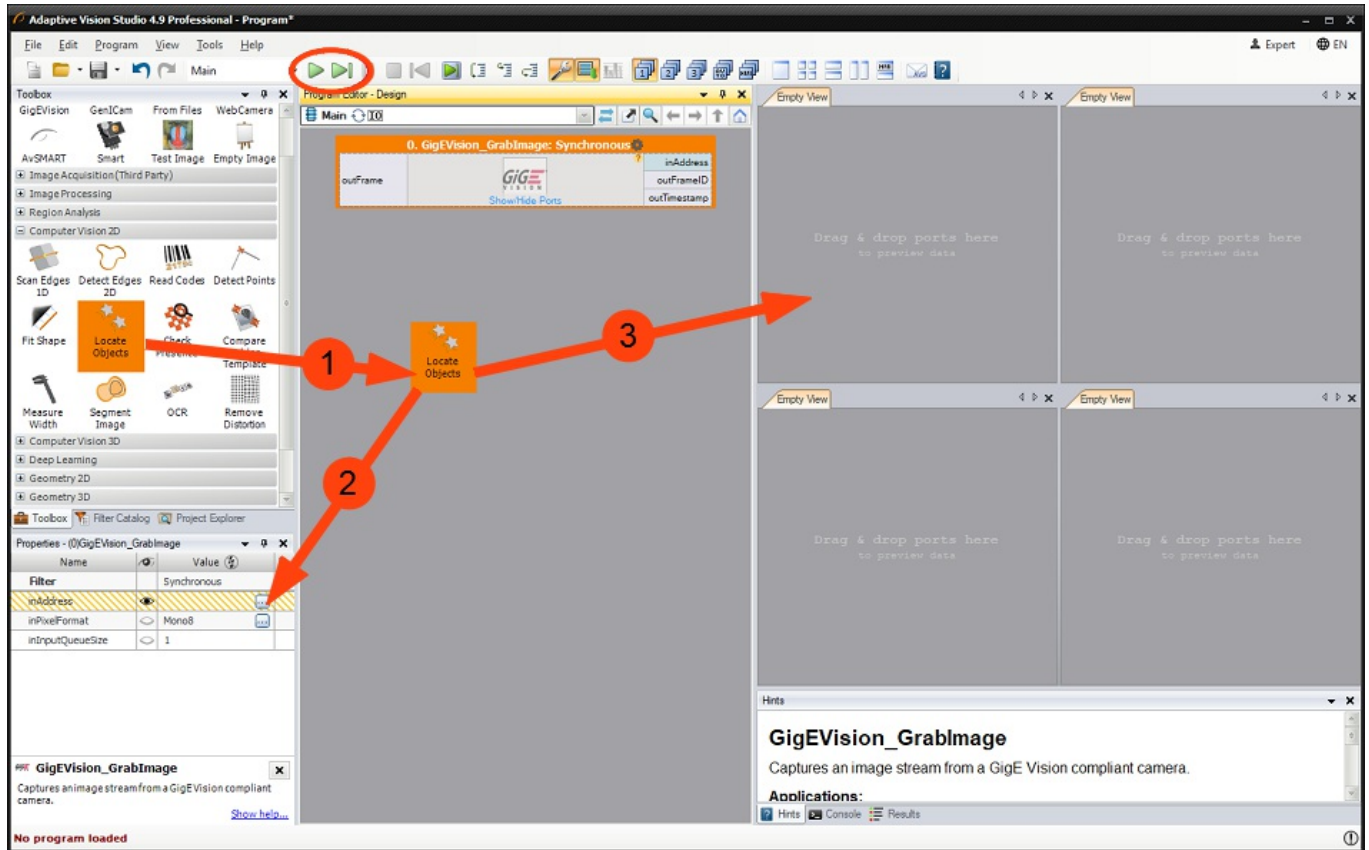 Adaptive Vision Studio 4.9 Professional - Program*
File Edit Program View Tools Help
Expert EN
Main
Toolbox
GigEVision GenICam From Files WebCamera
AvSMART Smart Test Image Empty Image
Image Acquisition (Third Party)
Image Processing
Region Analysis
Computer Vision 2D
Scan Edges 1D
Detect Edges 2D
Read Codes
Detect Points
Fit Shape
Locate Objects
Check
Compare
Template
Measure Width
Segment Image
OCR
Remove Distortion
Computer Vision 3D
Deep Learning
Geometry 2D
Geometry 3D
Toolbox Filter Catalog Project Explorer
Properties - (0)GigEVision_GrabImage
Name Value
Filter Synchronous
inAddress
inPixelFormat Mono8
inInputQueueSize 1
GigEVision_GrabImage
Captures an image stream from a GigE Vision compliant
camera.
Show help...
No program loaded
Program Editor - Design
Main
0. GigEVision_GrabImage: Synchronous
outFrame
GiGE
VISION
Show/Hide Ports
inAddress
outFrameID
outTimestamp
Locate
Objects
1
2
3
Empty View
Drag & drop ports here
to preview data
Empty View
Drag & drop ports here
to preview data
Empty View
Drag & drop ports here
to preview data
Empty View
Drag & drop ports here
to preview data
Hints
GigEVision_GrabImage
Captures an image stream from a GigE Vision compliant camera.
Applications:
Hints Console Results